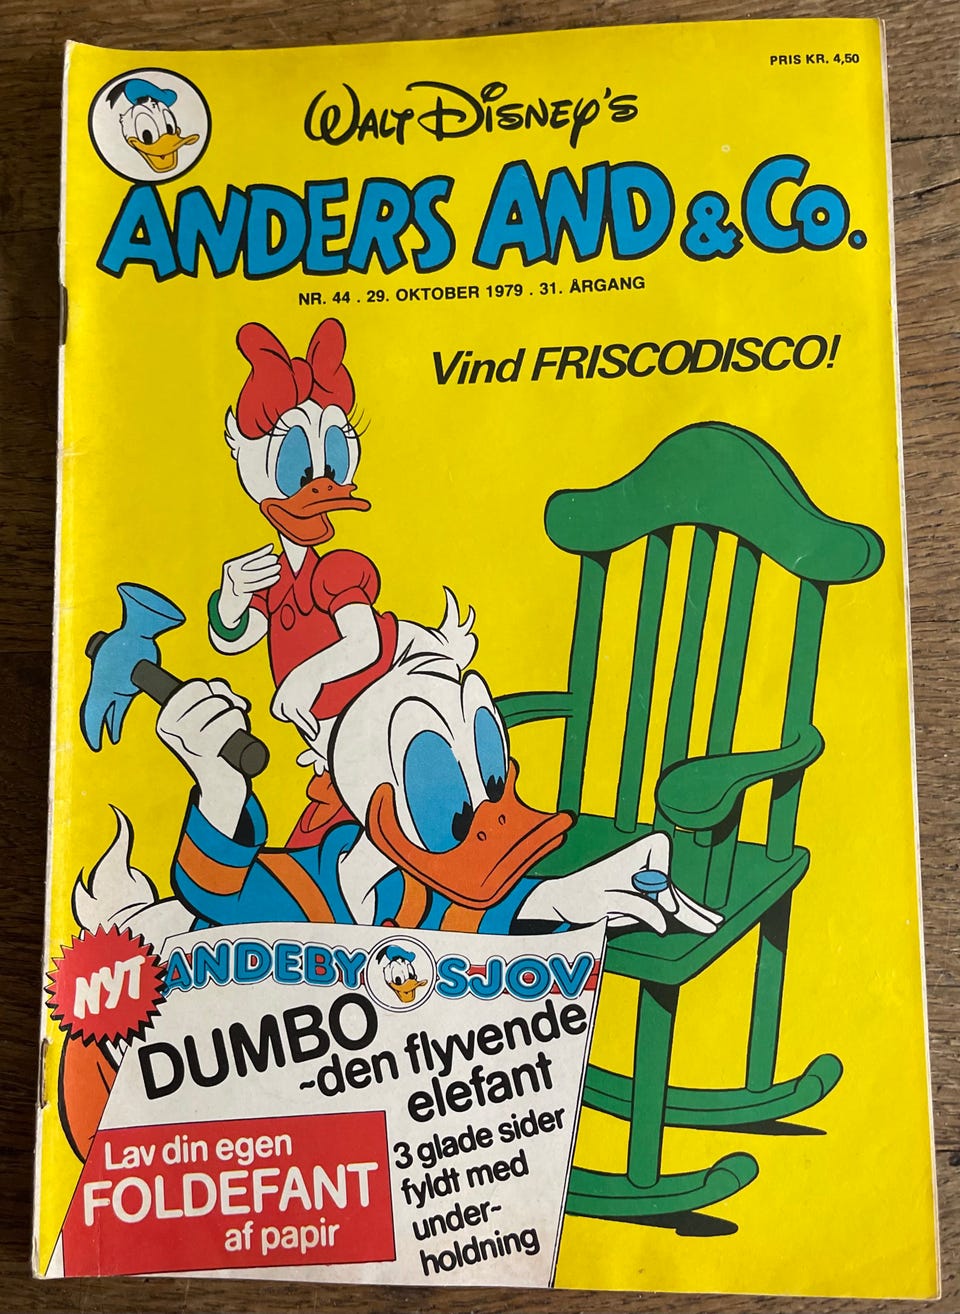 PRIS KR. 4,50
WALT DISNEY'S
ANDERS AND & Co.
NR. 44 . 29. OKTOBER 1979 . 31. ÅRGANG
Vind FRISCODISCO!
NYT
ANDEBY SJOV
DUMBO
~den flyvende
elefant
Lav din egen
FOLDEFANT
af papir
3 glade sider
fyldt med
under-
holdning